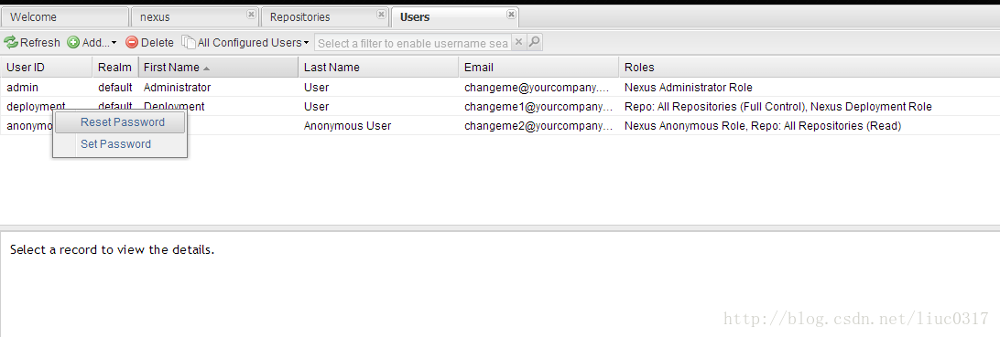 Welcome nexus Repositories Users
Refresh Add... Delete All Configured Users Select a filter to enable username sea
User ID Realm First Name Last Name Email Roles
admin default Administrator User changeme@yourcompany.... Nexus Administrator Role
deployment default Deployment User changeme1@yourcompany... Repo: All Repositories (Full Control), Nexus Deployment Role
anonymo Anonymous User changeme2@yourcompany... Nexus Anonymous Role, Repo: All Repositories (Read)
Reset Password
Set Password
Select a record to view the details.
http://blog.csdn.net/liuc0317